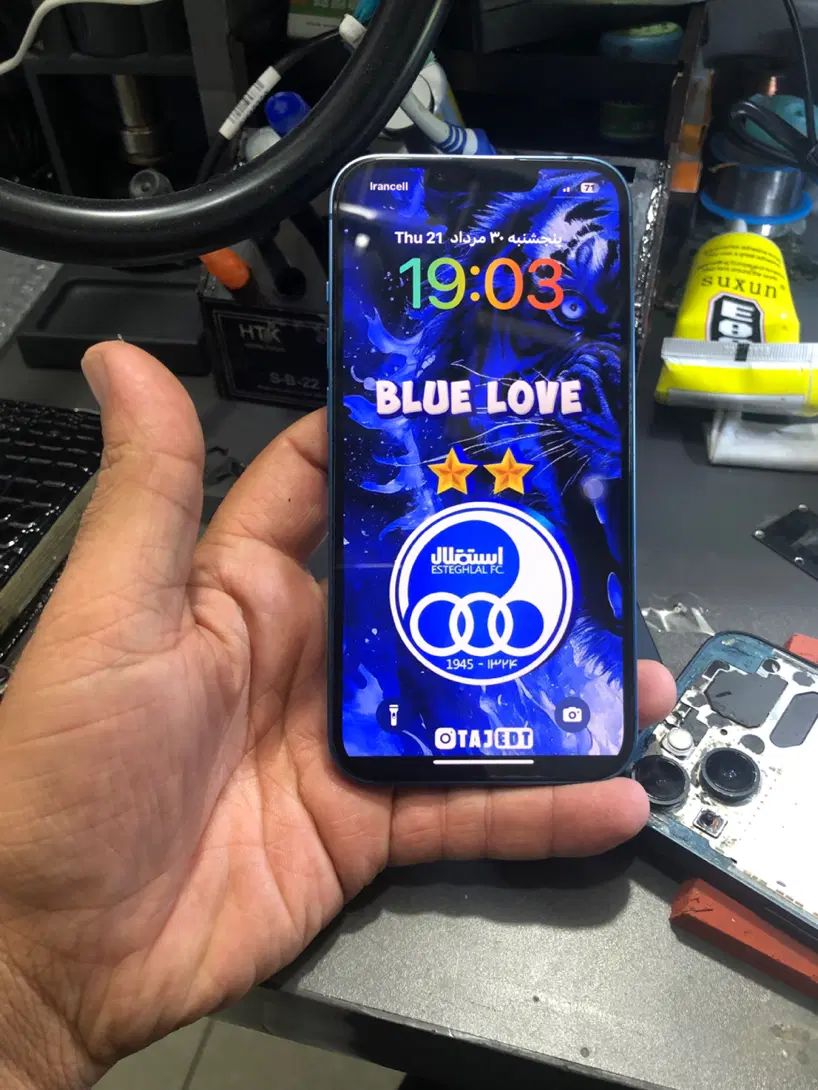 Irancell
71
Thu 21 پنجشنبه ۳۰ مرداد
19:03
BLUE LOVE
استقلال
ESTEGHLAL FC.
1945 - ۱۳۲۴
TAJEDT
HTK
S-B-22
suxun